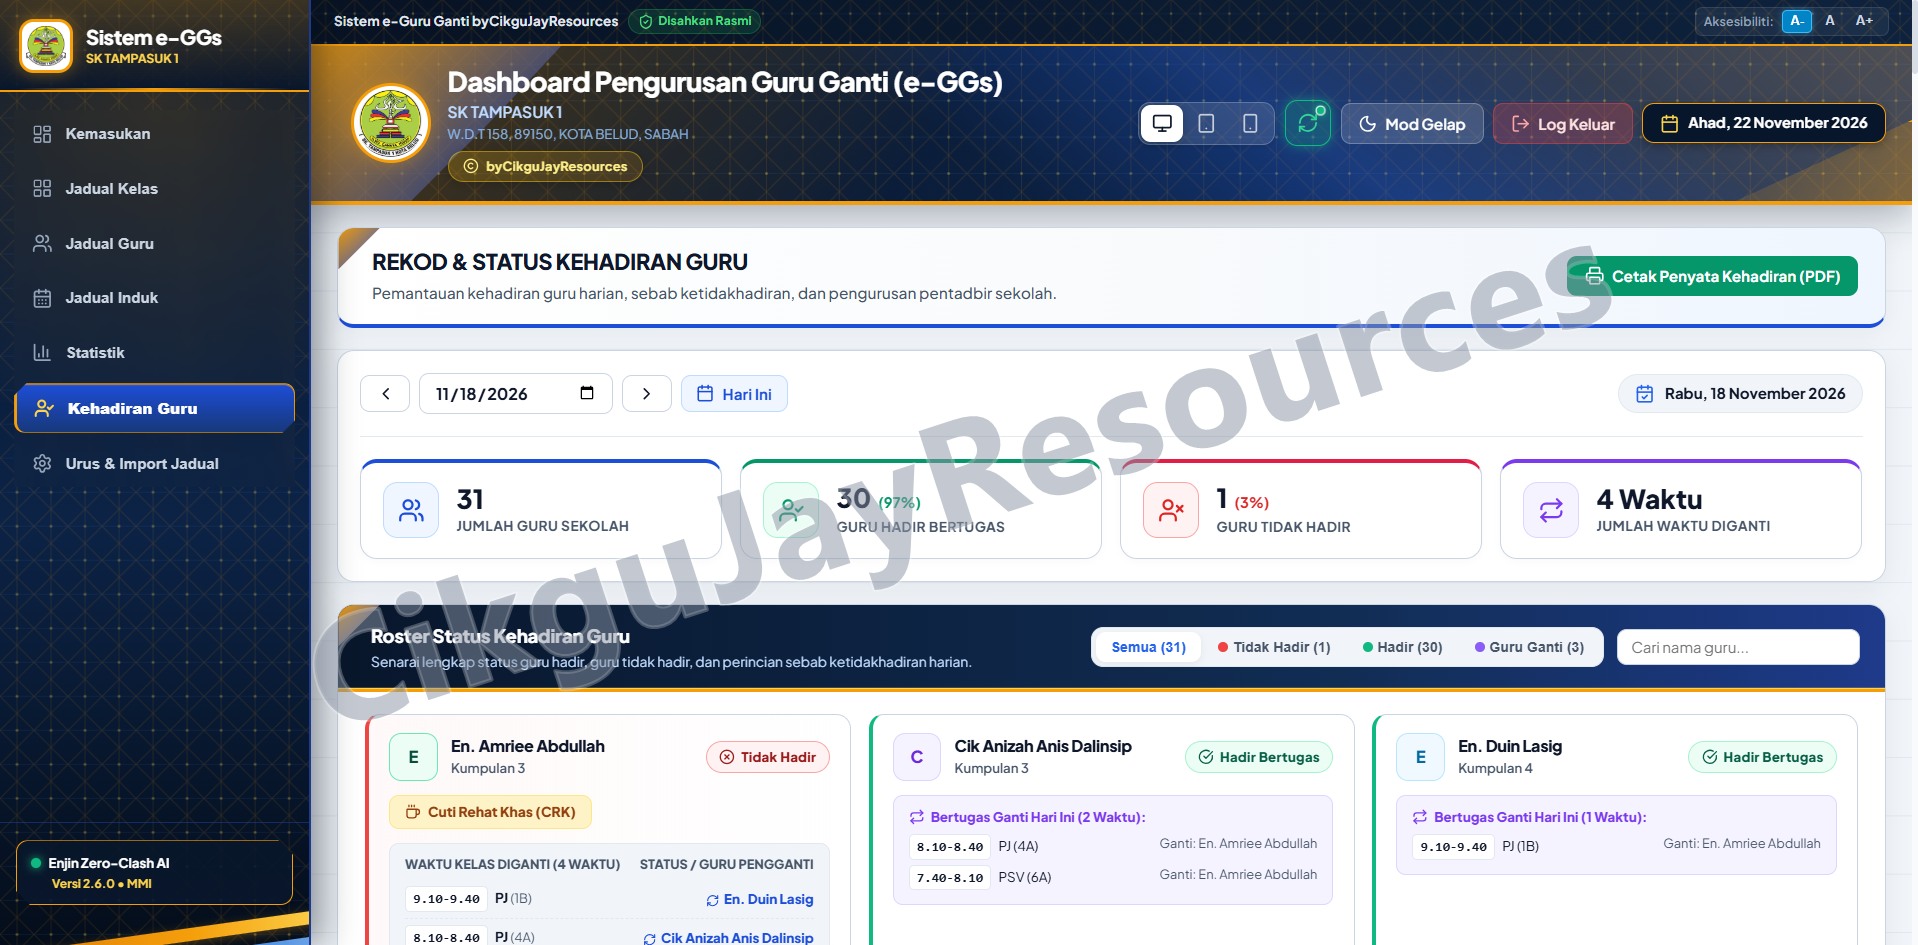 Sistem e-GGs
SK TAMPASUK 1
Kemasukan
Jadual Kelas
Jadual Guru
Jadual Induk
Statistik
Kehadiran Guru
Urus & Import Jadual
Enjin Zero-Clash AI
Versi 2.6.0 • MMI
Sistem e-Guru Ganti byCikguJayResources
Disahkan Rasmi
Aksesibiliti: A- A A+
Dashboard Pengurusan Guru Ganti (e-GGs)
SK TAMPASUK 1
W.D.T 158, 89150, KOTA BELUD, SABAH
© byCikguJayResources
Mod Gelap
Log Keluar
Ahad, 22 November 2026
REKOD & STATUS KEHADIRAN GURU
Pemantauan kehadiran guru harian, sebab ketidakhadiran, dan pengurusan pentadbir sekolah.
Cetak Penyata Kehadiran (PDF)
11/18/2026
Hari Ini
Rabu, 18 November 2026
31
JUMLAH GURU SEKOLAH
30 (97%)
GURU HADIR BERTUGAS
1 (3%)
GURU TIDAK HADIR
4 Waktu
JUMLAH WAKTU DIGANTI
CikguJayResources
Roster Status Kehadiran Guru
Senarai lengkap status guru hadir, guru tidak hadir, dan perincian sebab ketidakhadiran harian.
Semua (31)
Tidak Hadir (1)
Hadir (30)
Guru Ganti (3)
Cari nama guru...
E
En. Amriee Abdullah
Kumpulan 3
Tidak Hadir
Cuti Rehat Khas (CRK)
WAKTU KELAS DIGANTI (4 WAKTU) STATUS / GURU PENGGANTI
9.10-9.40 PJ (1B) En. Duin Lasig
8.10-8.40 PJ (4A) Cik Anizah Anis Dalinsip
C
Cik Anizah Anis Dalinsip
Kumpulan 3
Hadir Bertugas
Bertugas Ganti Hari Ini (2 Waktu):
8.10-8.40 PJ (4A) Ganti: En. Amriee Abdullah
7.40-8.10 PSV (6A) Ganti: En. Amriee Abdullah
E
En. Duin Lasig
Kumpulan 4
Hadir Bertugas
Bertugas Ganti Hari Ini (1 Waktu):
9.10-9.40 PJ (1B) Ganti: En. Amriee Abdullah